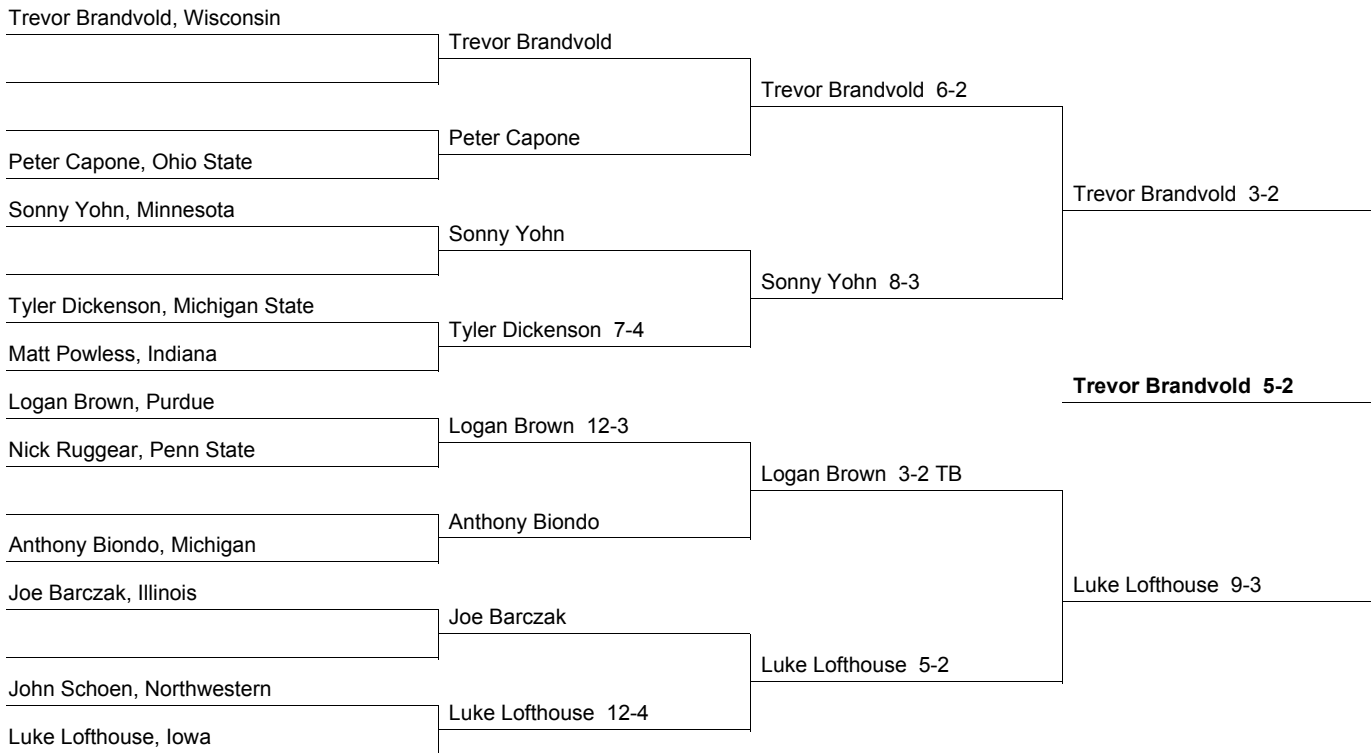 Trevor Brandvold, Wisconsin
Trevor Brandvold
Trevor Brandvold 6-2
Peter Capone
Peter Capone, Ohio State
Trevor Brandvold 3-2
Sonny Yohn, Minnesota
Sonny Yohn
Sonny Yohn 8-3
Tyler Dickenson, Michigan State
Tyler Dickenson 7-4
Matt Powless, Indiana
Trevor Brandvold 5-2
Logan Brown, Purdue
Logan Brown 12-3
Nick Ruggear, Penn State
Logan Brown 3-2 TB
Anthony Biondo
Anthony Biondo, Michigan
Luke Lofthouse 9-3
Joe Barczak, Illinois
Joe Barczak
Luke Lofthouse 5-2
John Schoen, Northwestern
Luke Lofthouse 12-4
Luke Lofthouse, Iowa